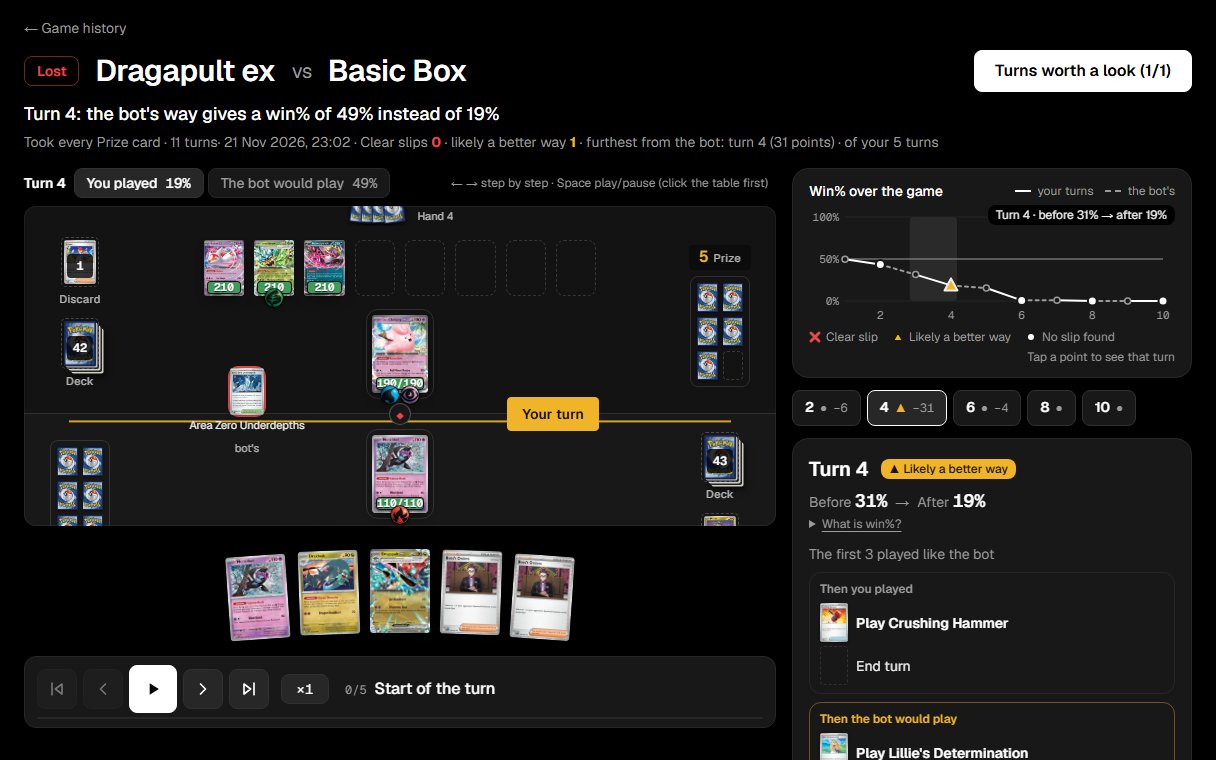 ← Game history
Lost Dragapult ex vs Basic Box
Turns worth a look (1/1)
Turn 4: the bot's way gives a win% of 49% instead of 19%
Took every Prize card · 11 turns· 21 Nov 2026, 23:02 · Clear slips 0 · likely a better way 1 · furthest from the bot: turn 4 (31 points) · of your 5 turns
Turn 4 You played 19% The bot would play 49%
← → step by step · Space play/pause (click the table first)
Hand 4
1
Discard
210
210
210
5 Prize
42
Deck
190/190
Area Zero Underdepths
bot's
Your turn
110/110
43
Deck
Boss's Orders
Boss's Orders
×1
0/5 Start of the turn
Win% over the game
your turns
the bot's
Turn 4 · before 31% → after 19%
100%
50%
0%
2 4 6 8 10
Clear slip
Likely a better way
No slip found
Tap a point to see that turn
2 −6
4 −31
6 −4
8
10
Turn 4 Likely a better way
Before 31% → After 19%
What is win%?
The first 3 played like the bot
Then you played
Play Crushing Hammer
End turn
Then the bot would play
Play Lillie's Determination